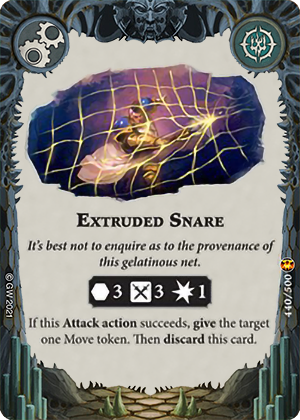 EXTRUDED SNARE
It's best not to enquire as to the provenance of
this gelatinous net.
3 3 1
If this Attack action succeeds, give the target
one Move token. Then discard this card.
© GW 2021
440/500